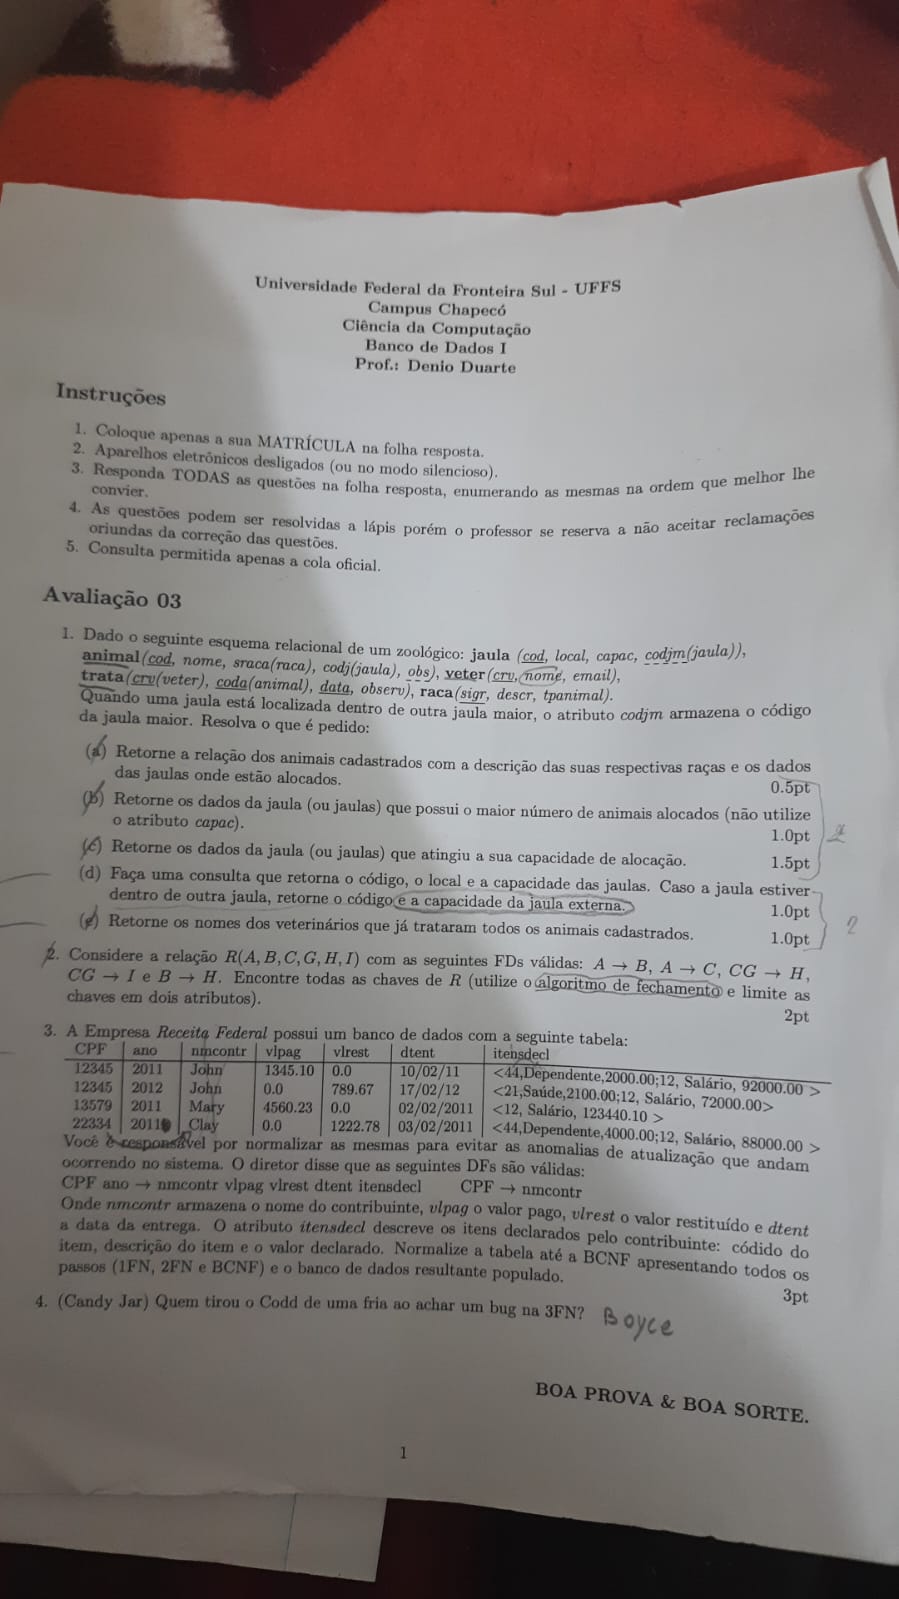 Universidade Federal da Fronteira Sul - UFFS
Campus Chapecó
Ciência da Computação
Banco de Dados I
Prof.: Denio Duarte
Instruções
1. Coloque apenas a sua MATRÍCULA na folha resposta.
2. Aparelhos eletrônicos desligados (ou no modo silencioso).
3. Responda TODAS as questões na folha resposta, enumerando as mesmas na ordem que melhor lhe
convier.
4. As questões podem ser resolvidas a lápis porém o professor se reserva a não aceitar reclamações
oriundas da correção das questões.
5. Consulta permitida apenas a cola oficial.
Avaliação 03
1. Dado o seguinte esquema relacional de um zoológico: jaula (cod, local, capac, codjm(jaula)),
animal(cod, nome, sraca(raca), codj(jaula), obs), veter(crv, nome, email),
trata(crv(veter), coda(animal), data, observ), raca(sigr, descr, tpanimal).
Quando uma jaula está localizada dentro de outra jaula maior, o atributo codjm armazena o código
da jaula maior. Resolva o que é pedido:
(a) Retorne a relação dos animais cadastrados com a descrição das suas respectivas raças e os dados
das jaulas onde estão alocados. 0.5pt
(b) Retorne os dados da jaula (ou jaulas) que possui o maior número de animais alocados (não utilize
o atributo capac). 1.0pt
(c) Retorne os dados da jaula (ou jaulas) que atingiu a sua capacidade de alocação. 1.5pt
(d) Faça uma consulta que retorna o código, o local e a capacidade das jaulas. Caso a jaula estiver
dentro de outra jaula, retorne o código e a capacidade da jaula externa. 1.0pt
(e) Retorne os nomes dos veterinários que já trataram todos os animais cadastrados. 1.0pt
2
2. Considere a relação R(A, B, C, G, H, I) com as seguintes FDs válidas: A → B, A → C, CG → H,
CG → I e B → H. Encontre todas as chaves de R (utilize o algoritmo de fechamento e limite as
chaves em dois atributos). 2pt
3. A Empresa Receita Federal possui um banco de dados com a seguinte tabela:
CPF ano nmcontr vlpag vlrest dtent itensdecl
12345 2011 John 1345.10 0.0 10/02/11 <44,Dependente,2000.00;12, Salário, 92000.00 >
12345 2012 John 0.0 789.67 17/02/12 <21,Saúde,2100.00;12, Salário, 72000.00>
13579 2011 Mary 4560.23 0.0 02/02/2011 <12, Salário, 123440.10 >
22334 2011 Clay 0.0 1222.78 03/02/2011 <44,Dependente,4000.00;12, Salário, 88000.00 >
Você é responsável por normalizar as mesmas para evitar as anomalias de atualização que andam
ocorrendo no sistema. O diretor disse que as seguintes DFs são válidas:
CPF ano → nmcontr vlpag vlrest dtent itensdecl CPF → nmcontr
Onde nmcontr armazena o nome do contribuinte, vlpag o valor pago, vlrest o valor restituído e dtent
a data da entrega. O atributo itensdecl descreve os itens declarados pelo contribuinte: códido do
item, descrição do item e o valor declarado. Normalize a tabela até a BCNF apresentando todos os
passos (1FN, 2FN e BCNF) e o banco de dados resultante populado. 3pt
4. (Candy Jar) Quem tirou o Codd de uma fria ao achar um bug na 3FN? Boyce
BOA PROVA & BOA SORTE.
1